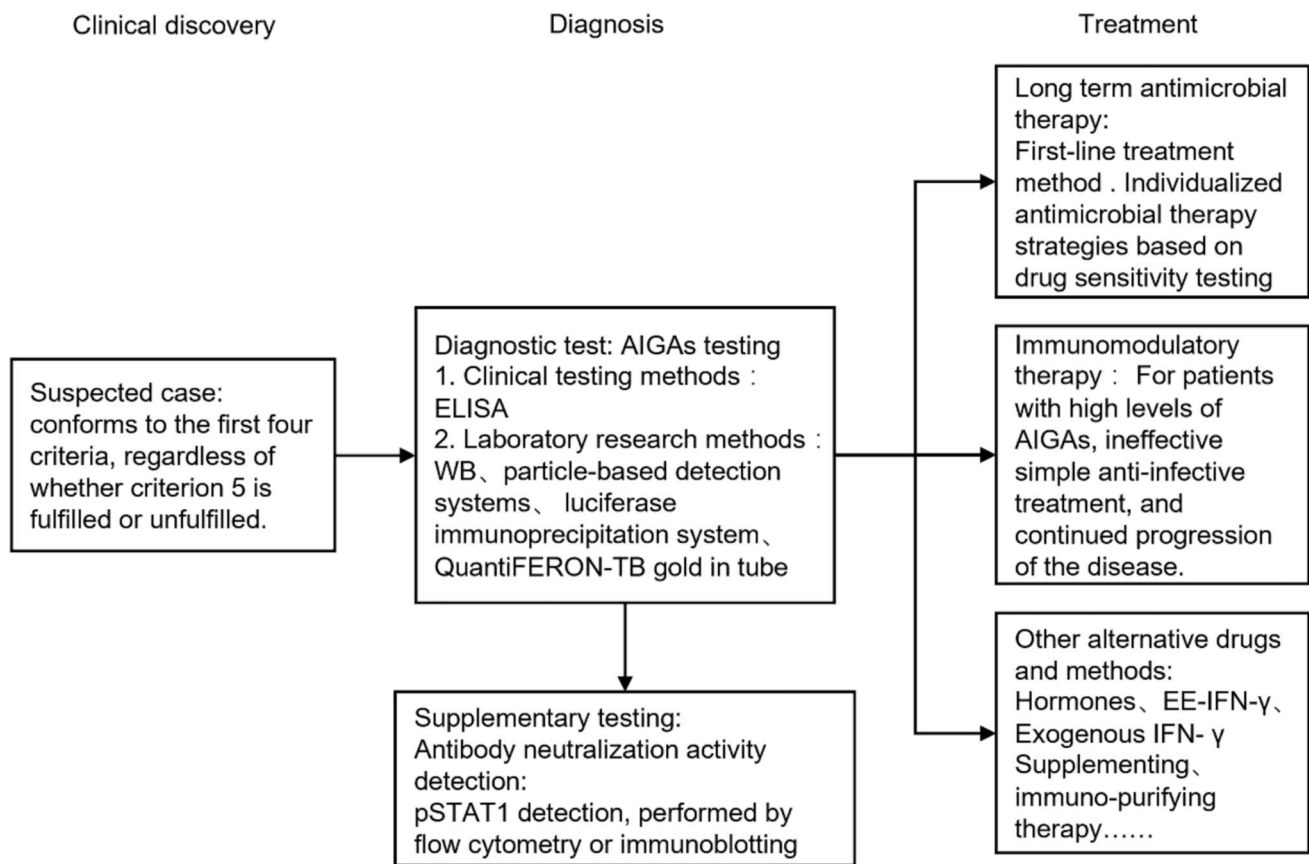 Clinical discovery
Diagnosis
Treatment
Suspected case:
conforms to the first four
criteria, regardless of
whether criterion 5 is
fulfilled or unfulfilled.
Diagnostic test: AIGAs testing
1. Clinical testing methods：
ELISA
2. Laboratory research methods：
WB、particle-based detection
systems、 luciferase
immunoprecipitation system、
QuantiFERON-TB gold in tube
Supplementary testing:
Antibody neutralization activity
detection:
pSTAT1 detection, performed by
flow cytometry or immunoblotting
Long term antimicrobial
therapy:
First-line treatment
method . Individualized
antimicrobial therapy
strategies based on
drug sensitivity testing
Immunomodulatory
therapy： For patients
with high levels of
AIGAs, ineffective
simple anti-infective
treatment, and
continued progression
of the disease.
Other alternative drugs
and methods:
Hormones、EE-IFN-γ、
Exogenous IFN- γ
Supplementing、
immuno-purifying
therapy……